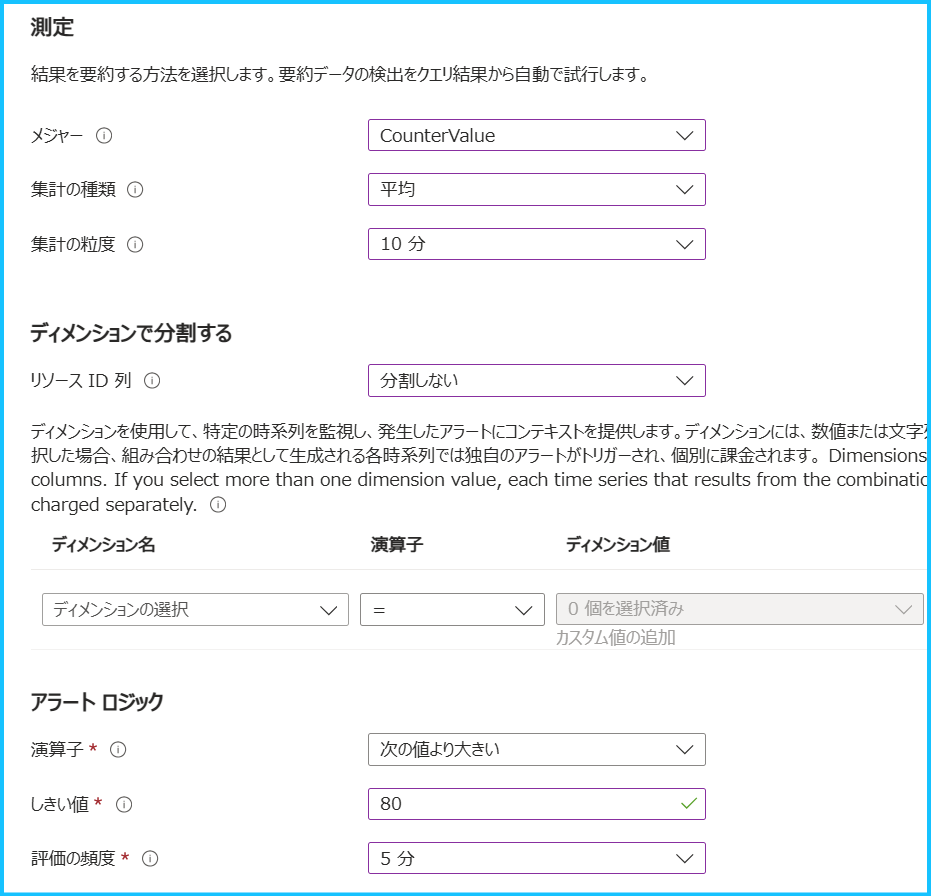 測定
結果を要約する方法を選択します。要約データの検出をクエリ結果から自動で試行します。
メジャー CounterValue
集計の種類 平均
集計の粒度 10 分
ディメンションで分割する
リソース ID 列 分割しない
ディメンションを使用して、特定の時系列を監視し、発生したアラートにコンテキストを提供します。ディメンションには、数値または文字
択した場合、組み合わせの結果として生成される各時系列では独自のアラートがトリガーされ、個別に課金されます。 Dimensions
columns. If you select more than one dimension value, each time series that results from the
charged separately.
ディメンション名 演算子 ディメンション値
ディメンションの選択 = 0 個を選択済み
カスタム値の追加
アラート ロジック
演算子 * 次の値より大きい
しきい値 * 80
評価の頻度 * 5 分